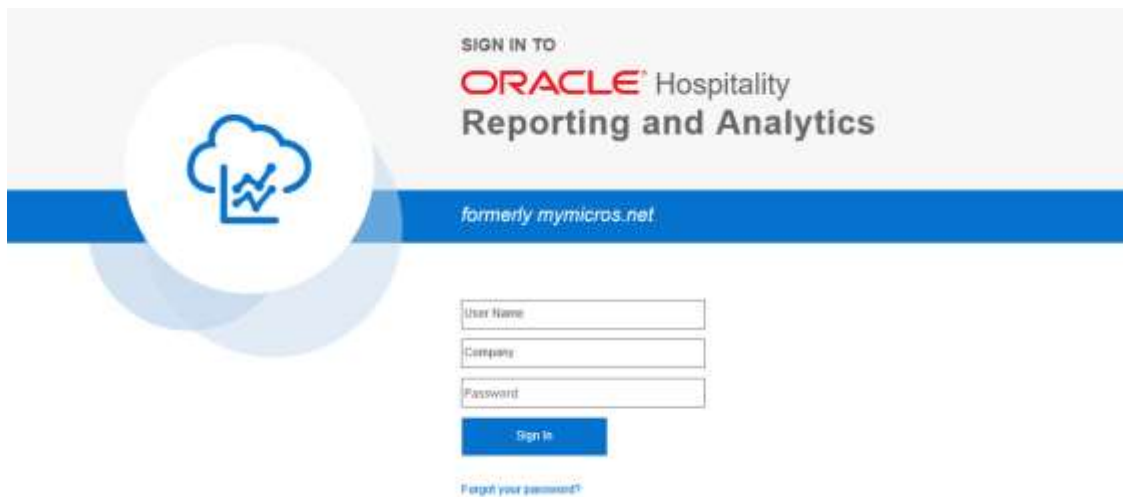 SIGN IN TO
ORACLE® Hospitality
Reporting and Analytics
formerly mymicros.net
User Name
Company
Password
Sign In
Forgot your password?